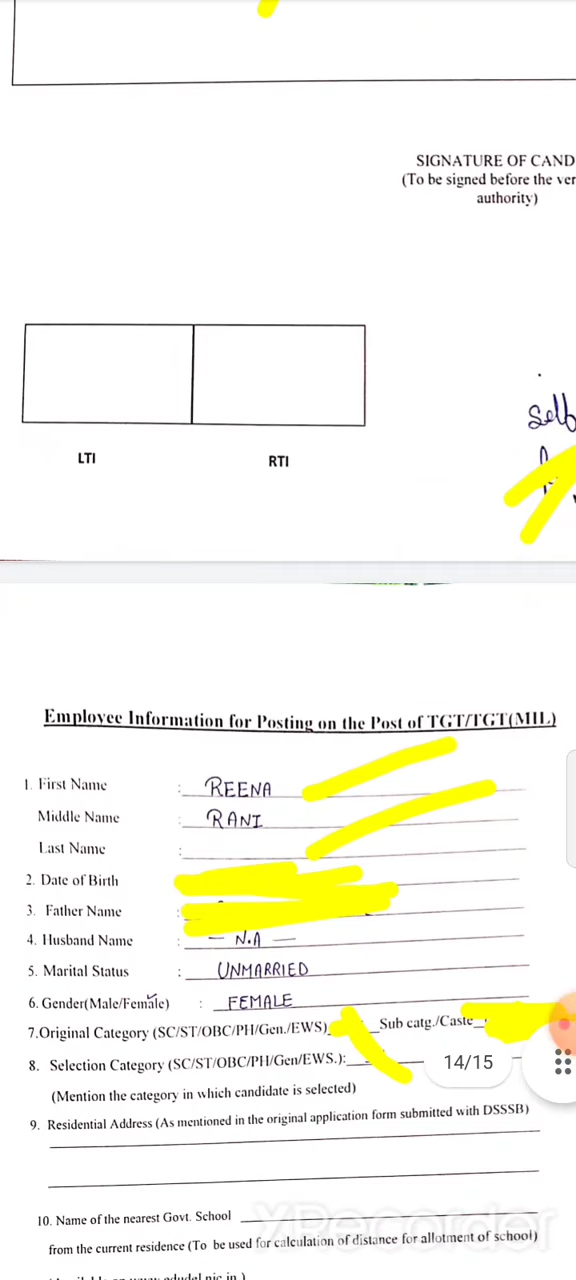 SIGNATURE OF CAND
(To be signed before the ver
authority)
Self
LTI RTI
Employee Information for Posting on the Post of TGT/TGT(MIL)
1. First Name : REENA
Middle Name : RANI
Last Name :
2. Date of Birth
3. Father Name :
4. Husband Name : - N.A -
5. Marital Status : UNMARRIED
6. Gender(Male/Female) : FEMALE
7.Original Category (SC/ST/OBC/PH/Gen./EWS) Sub catg./Caste
8. Selection Category (SC/ST/OBC/PH/Gen/EWS.):
14/15
(Mention the category in which candidate is selected)
9. Residential Address (As mentioned in the original application form submitted with DSSSB)
10. Name of the nearest Govt. School
XRecorder
from the current residence (To be used for calculation of distance for allotment of school)